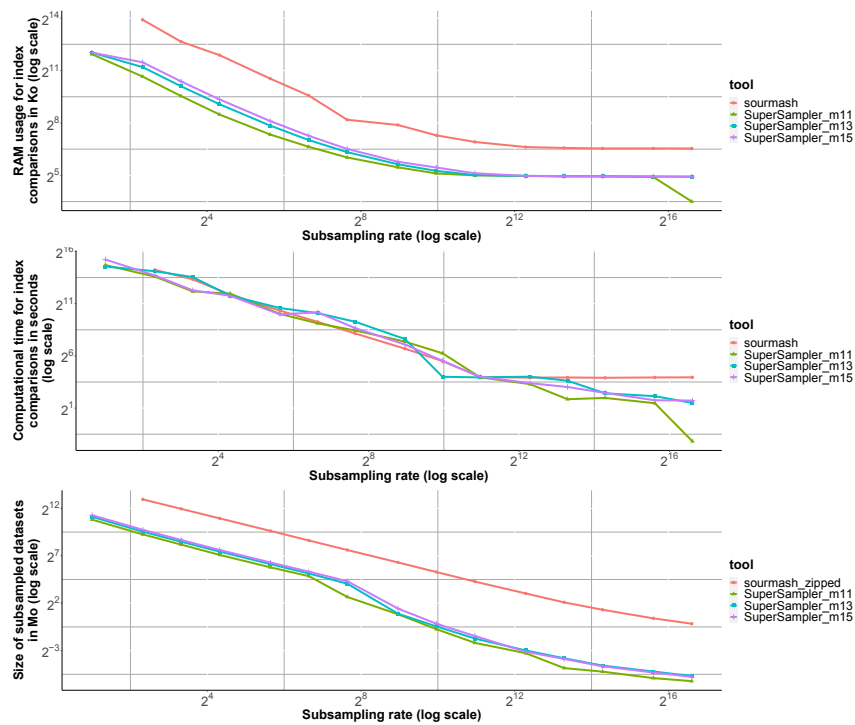 RAM usage for index
comparisons in Ko (log scale)
2^14
2^11
2^8
2^5
2^4
2^8
2^12
2^16
Subsampling rate (log scale)
tool
sourmash
SuperSampler_m11
SuperSampler_m13
SuperSampler_m15
Computational time for index
comparisons in seconds
(log scale)
2^16
2^11
2^6
2^1
2^4
2^8
2^12
2^16
Subsampling rate (log scale)
tool
sourmash
SuperSampler_m11
SuperSampler_m13
SuperSampler_m15
Size of subsampled datasets
in Mo (log scale)
2^12
2^7
2^2
2^−3
2^4
2^8
2^12
2^16
Subsampling rate (log scale)
tool
sourmash_zipped
SuperSampler_m11
SuperSampler_m13
SuperSampler_m15